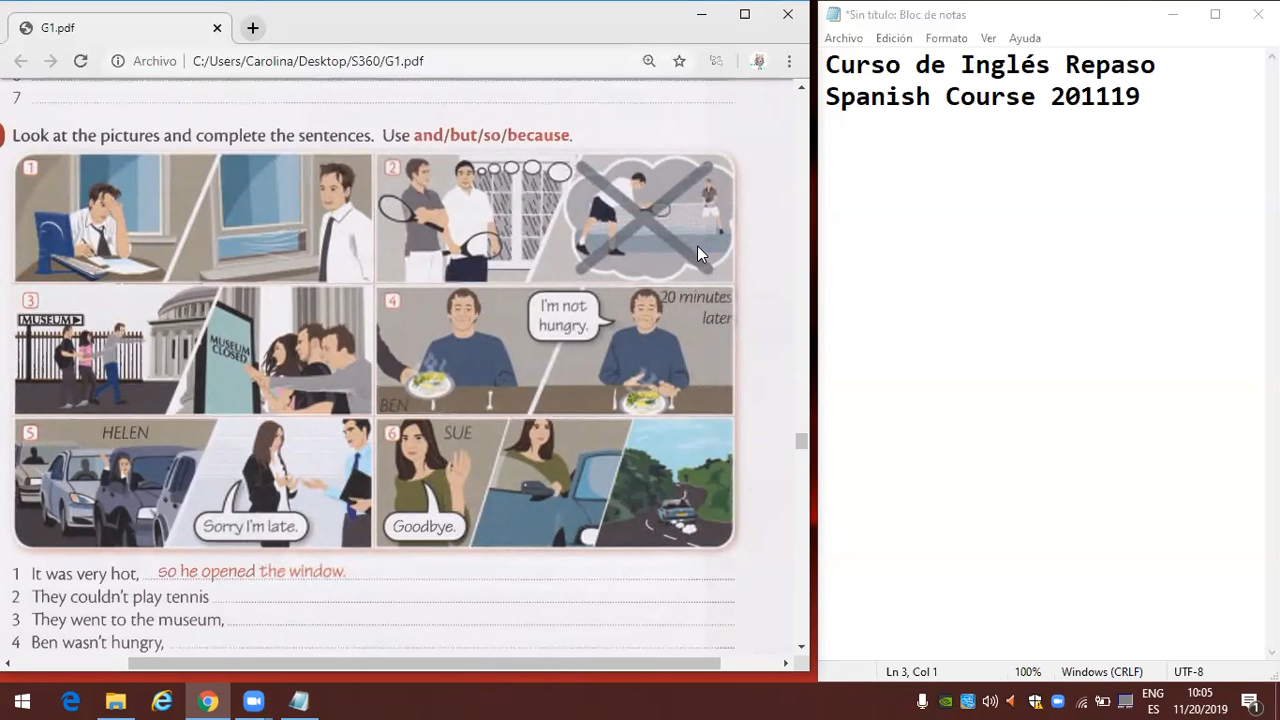 G1.pdf
Archivo
C:/Users/Carolina/Desktop/S360/G1.pdf
7
Look at the pictures and complete the sentences. Use and/but/so/because.
1
2
3
MUSEUM
MUSEUM CLOSED
4
I'm not
hungry.
20 minutes
later
BEN
5
HELEN
Sorry I'm late.
6
SUE
Goodbye.
1 It was very hot, so he opened the window.
2 They couldn't play tennis
3 They went to the museum,
4 Ben wasn't hungry,
*Sin título: Bloc de notas
Archivo Edición Formato Ver Ayuda
Curso de Inglés Repaso
Spanish Course 201119
Ln 3, Col 1 100% Windows (CRLF) UTF-8
ENG
ES
10:05
11/20/2019
1